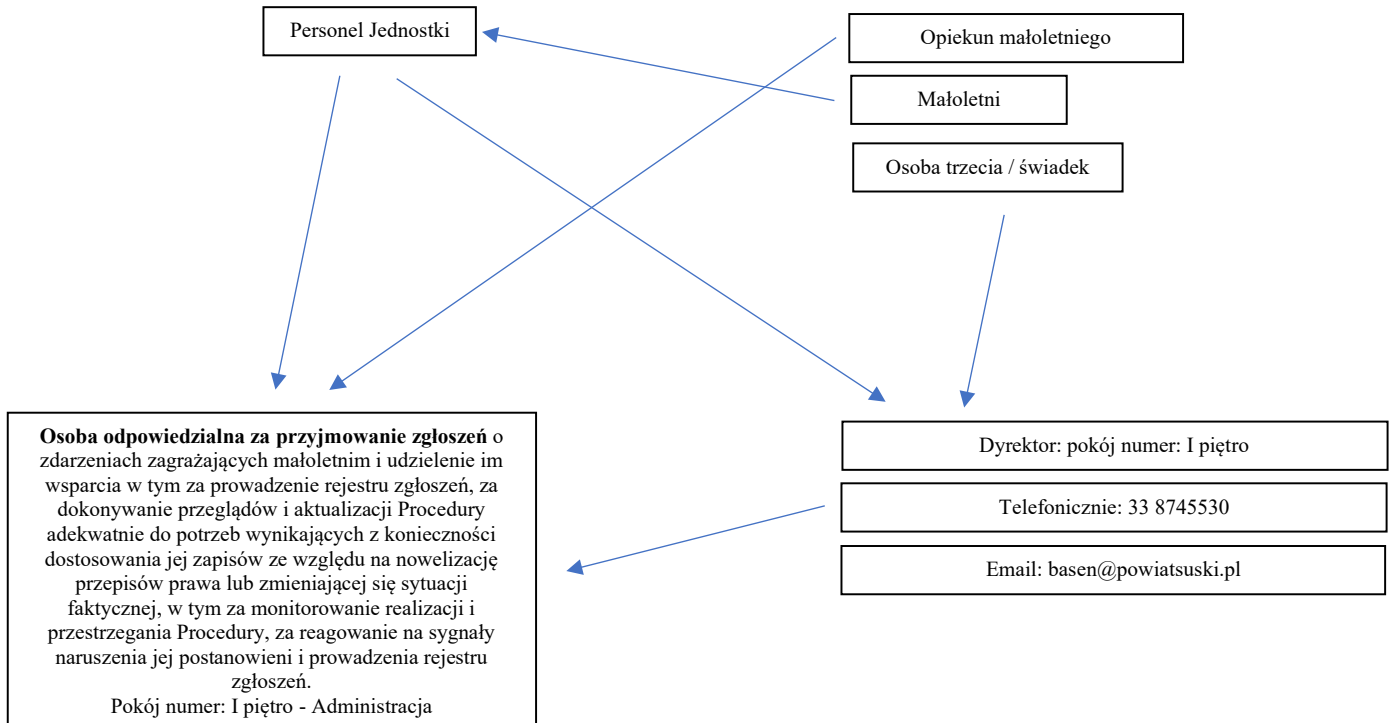 Personel Jednostki
Opiekun małoletniego
Małoletni
Osoba trzecia / świadek
Osoba odpowiedzialna za przyjmowanie zgłoszeń o
zdarzeniach zagrażających małoletnim i udzielenie im
wsparcia w tym za prowadzenie rejestru zgłoszeń, za
dokonywanie przeglądów i aktualizacji Procedury
adekwatnie do potrzeb wynikających z konieczności
dostosowania jej zapisów ze względu na nowelizację
przepisów prawa lub zmieniającej się sytuacji
faktycznej, w tym za monitorowanie realizacji i
przestrzegania Procedury, za reagowanie na sygnały
naruszenia jej postanowieni i prowadzenia rejestru
zgłoszeń.
Pokój numer: I piętro - Administracja
Dyrektor: pokój numer: I piętro
Telefonicznie: 33 8745530
Email: basen@powiatsuski.pl